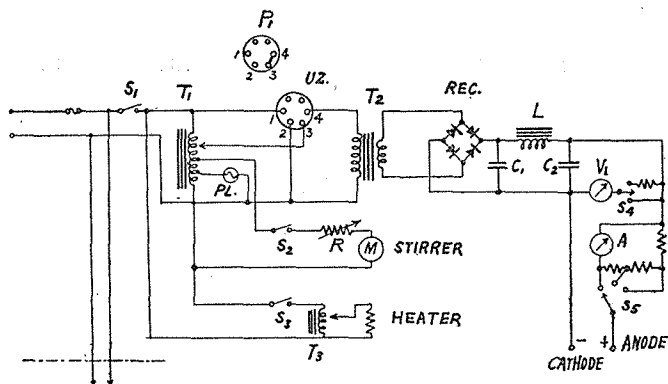 P1
1 4
2 3
S1
T1
UZ.
T2
REC.
L
1 4
2 3
C1
C2
V1
S4
PL.
A
S2
R
M
STIRRER
S5
S3
HEATER
T3
- + ANODE
CATHODE